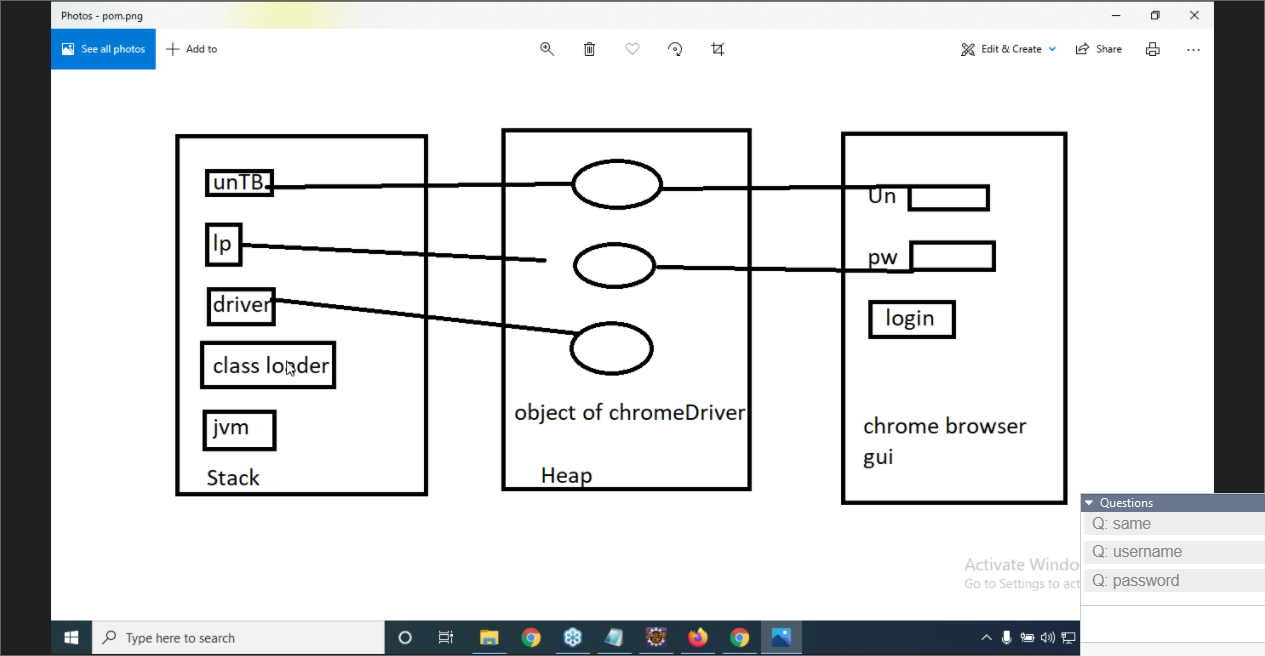 Photos - pom.png
See all photos
Add to
Edit & Create
Share
unTB
lp
driver
class loader
jvm
Stack
object of chromeDriver
Heap
Un
pw
login
chrome browser
gui
Questions
Q: same
Q: username
Q: password
Activate Windo
Go to Settings to act
Type here to search